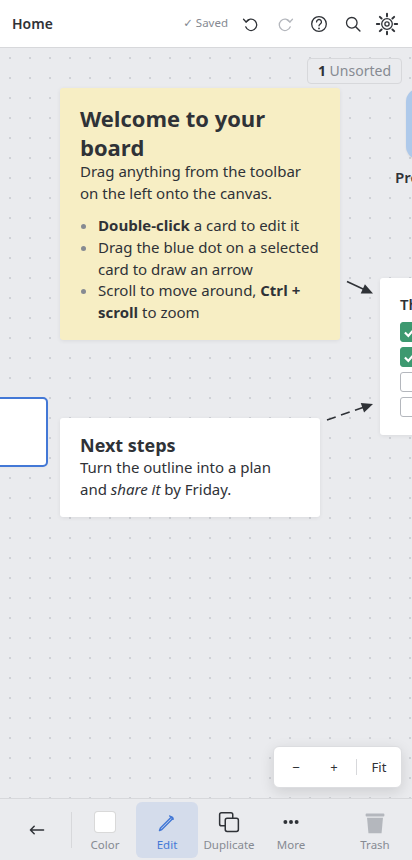 Home
✓ Saved
1 Unsorted
Welcome to your
board
Drag anything from the toolbar
on the left onto the canvas.
Double-click a card to edit it
Drag the blue dot on a selected
card to draw an arrow
Scroll to move around, Ctrl +
scroll to zoom
Next steps
Turn the outline into a plan
and share it by Friday.
− + Fit
Color Edit Duplicate More Trash